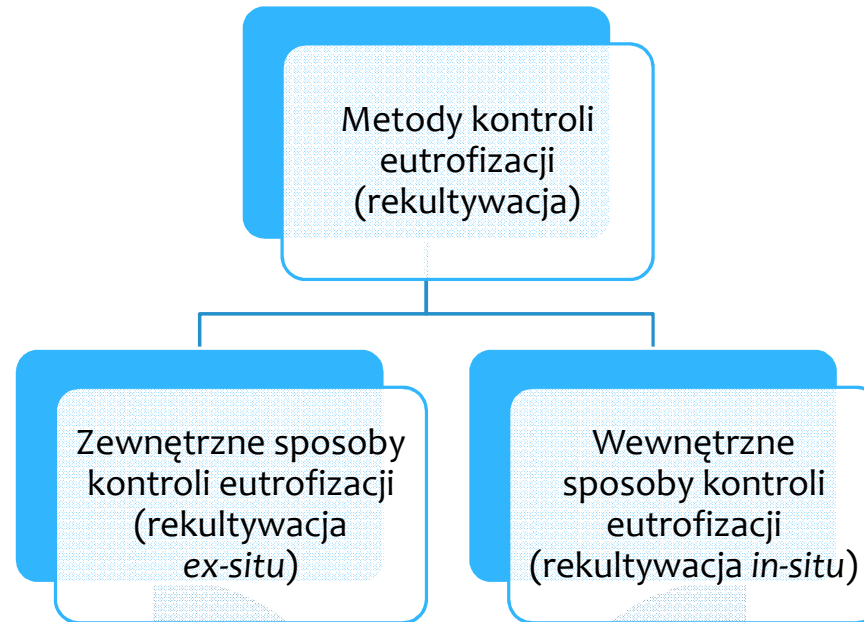 Metody kontroli
eutrofizacji
(rekultywacja)
Zewnętrzne sposoby
kontroli eutrofizacji
(rekultywacja
ex-situ)
Wewnętrzne
sposoby kontroli
eutrofizacji
(rekultywacja in-situ)